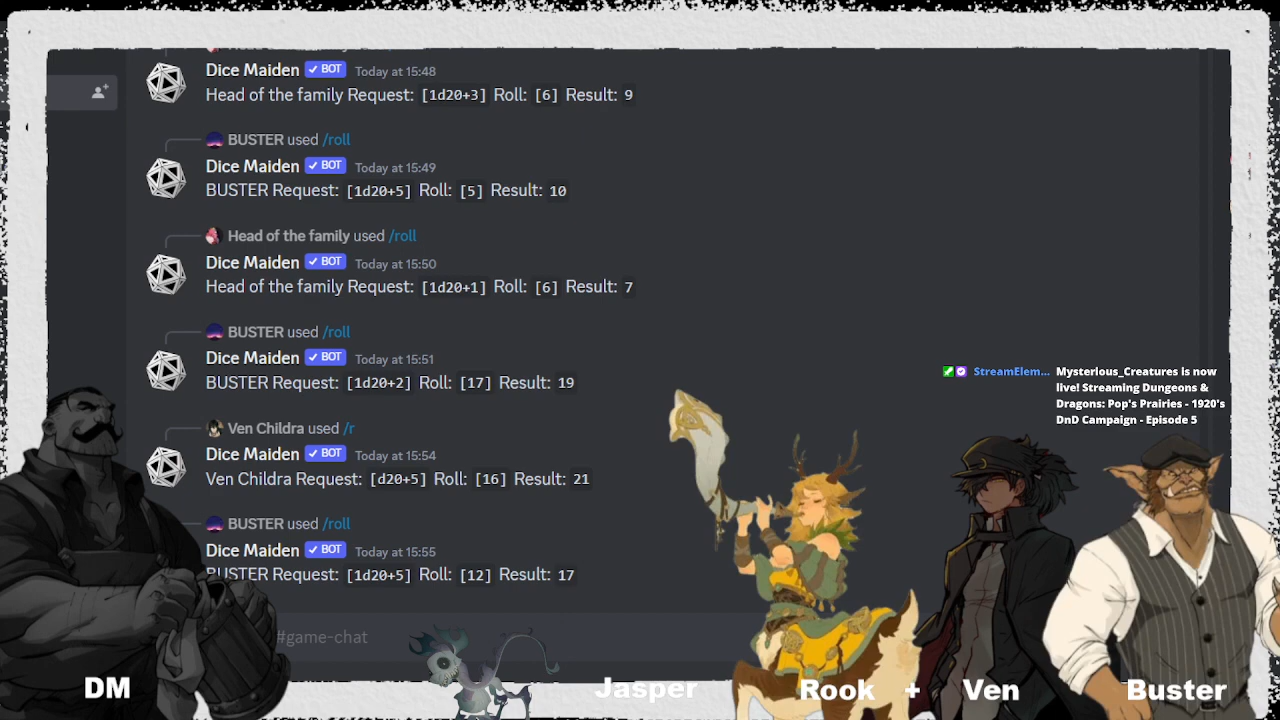 Dice Maiden ✓ BOT Today at 15:48
Head of the family Request: [1d20+3] Roll: [6] Result: 9
BUSTER used /roll
Dice Maiden ✓ BOT Today at 15:49
BUSTER Request: [1d20+5] Roll: [5] Result: 10
Head of the family used /roll
Dice Maiden ✓ BOT Today at 15:50
Head of the family Request: [1d20+1] Roll: [6] Result: 7
BUSTER used /roll
Dice Maiden ✓ BOT Today at 15:51
BUSTER Request: [1d20+2] Roll: [17] Result: 19
Ven Childra used /r
Dice Maiden ✓ BOT Today at 15:54
Ven Childra Request: [d20+5] Roll: [16] Result: 21
BUSTER used /roll
Dice Maiden ✓ BOT Today at 15:55
BUSTER Request: [1d20+5] Roll: [12] Result: 17
#game-chat
StreamElem... Mysterious_Creatures is now
live! Streaming Dungeons &
Dragons: Pop's Prairies - 1920's
DnD Campaign - Episode 5
DM
Jasper
Rook + Ven
Buster